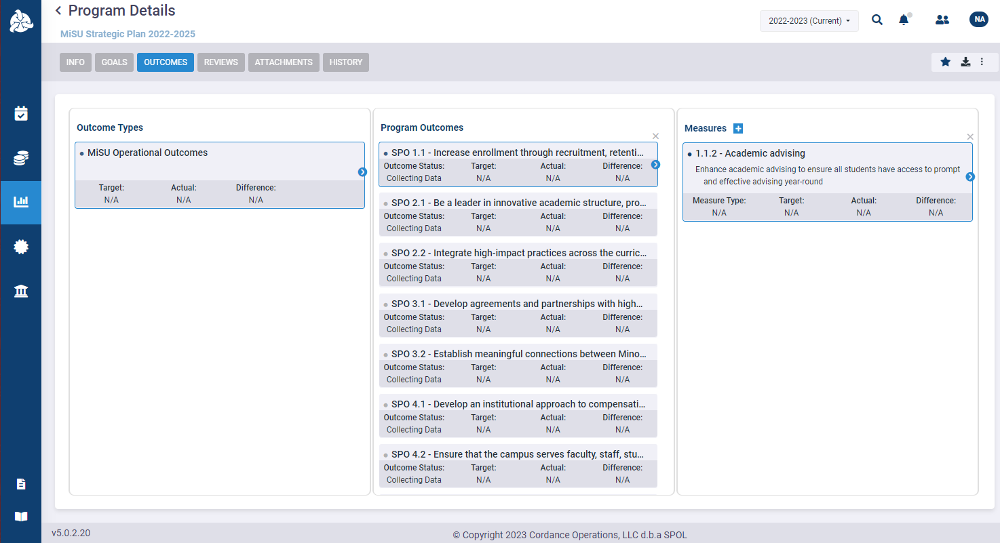 Program Details
MiSU Strategic Plan 2022-2025
2022-2023 (Current)
NA
INFO
GOALS
OUTCOMES
REVIEWS
ATTACHMENTS
HISTORY
Outcome Types
MiSU Operational Outcomes
Target: Actual: Difference:
N/A N/A N/A
Program Outcomes
SPO 1.1 - Increase enrollment through recruitment, retenti...
Outcome Status: Target: Actual: Difference:
Collecting Data N/A N/A N/A
SPO 2.1 - Be a leader in innovative academic structure, pro...
Outcome Status: Target: Actual: Difference:
Collecting Data N/A N/A N/A
SPO 2.2 - Integrate high-impact practices across the curric...
Outcome Status: Target: Actual: Difference:
Collecting Data N/A N/A N/A
SPO 3.1 - Develop agreements and partnerships with high...
Outcome Status: Target: Actual: Difference:
Collecting Data N/A N/A N/A
SPO 3.2 - Establish meaningful connections between Mino...
Outcome Status: Target: Actual: Difference:
Collecting Data N/A N/A N/A
SPO 4.1 - Develop an institutional approach to compensati...
Outcome Status: Target: Actual: Difference:
Collecting Data N/A N/A N/A
SPO 4.2 - Ensure that the campus serves faculty, staff, stu...
Outcome Status: Target: Actual: Difference:
Collecting Data N/A N/A N/A
Measures
1.1.2 - Academic advising
Enhance academic advising to ensure all students have access to prompt
and effective advising year-round
Measure Type: Target: Actual: Difference:
N/A N/A N/A N/A
v5.0.2.20
© Copyright 2023 Cordance Operations, LLC d.b.a SPOL